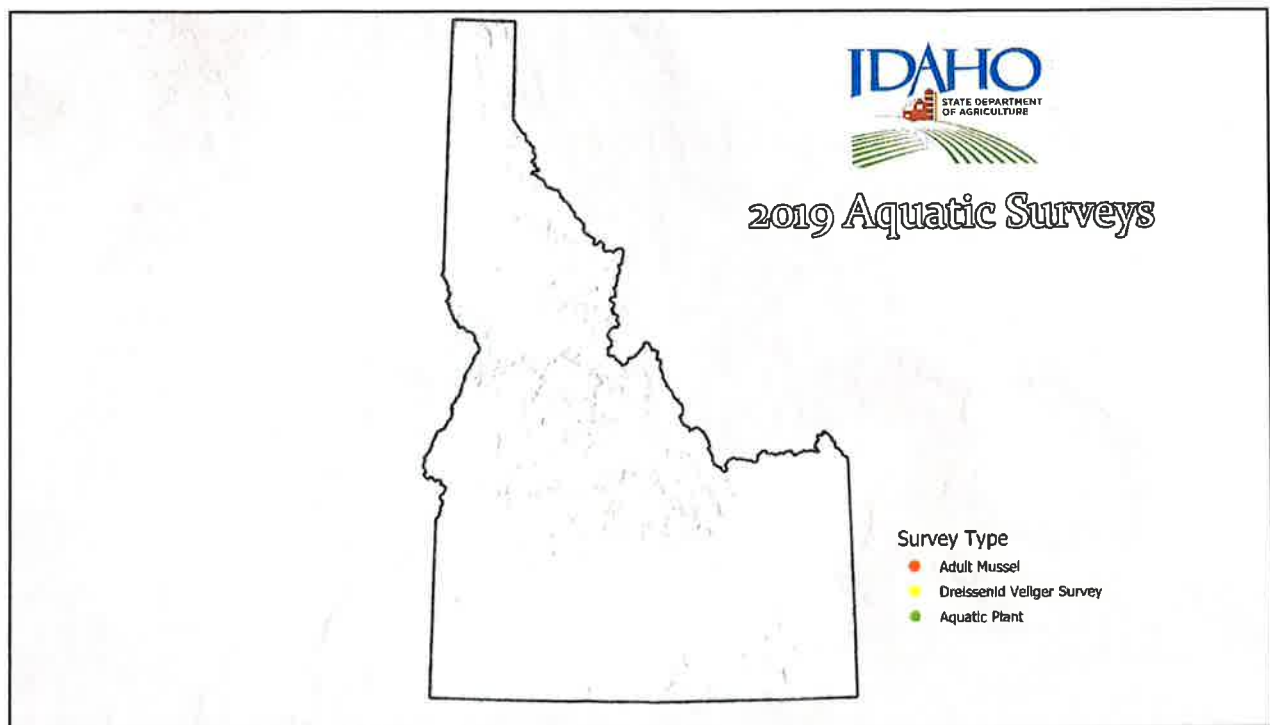 IDAHO
STATE DEPARTMENT
OF AGRICULTURE
2019 Aquatic Surveys
Survey Type
Adult Mussel
Dreissenid Veliger Survey
Aquatic Plant